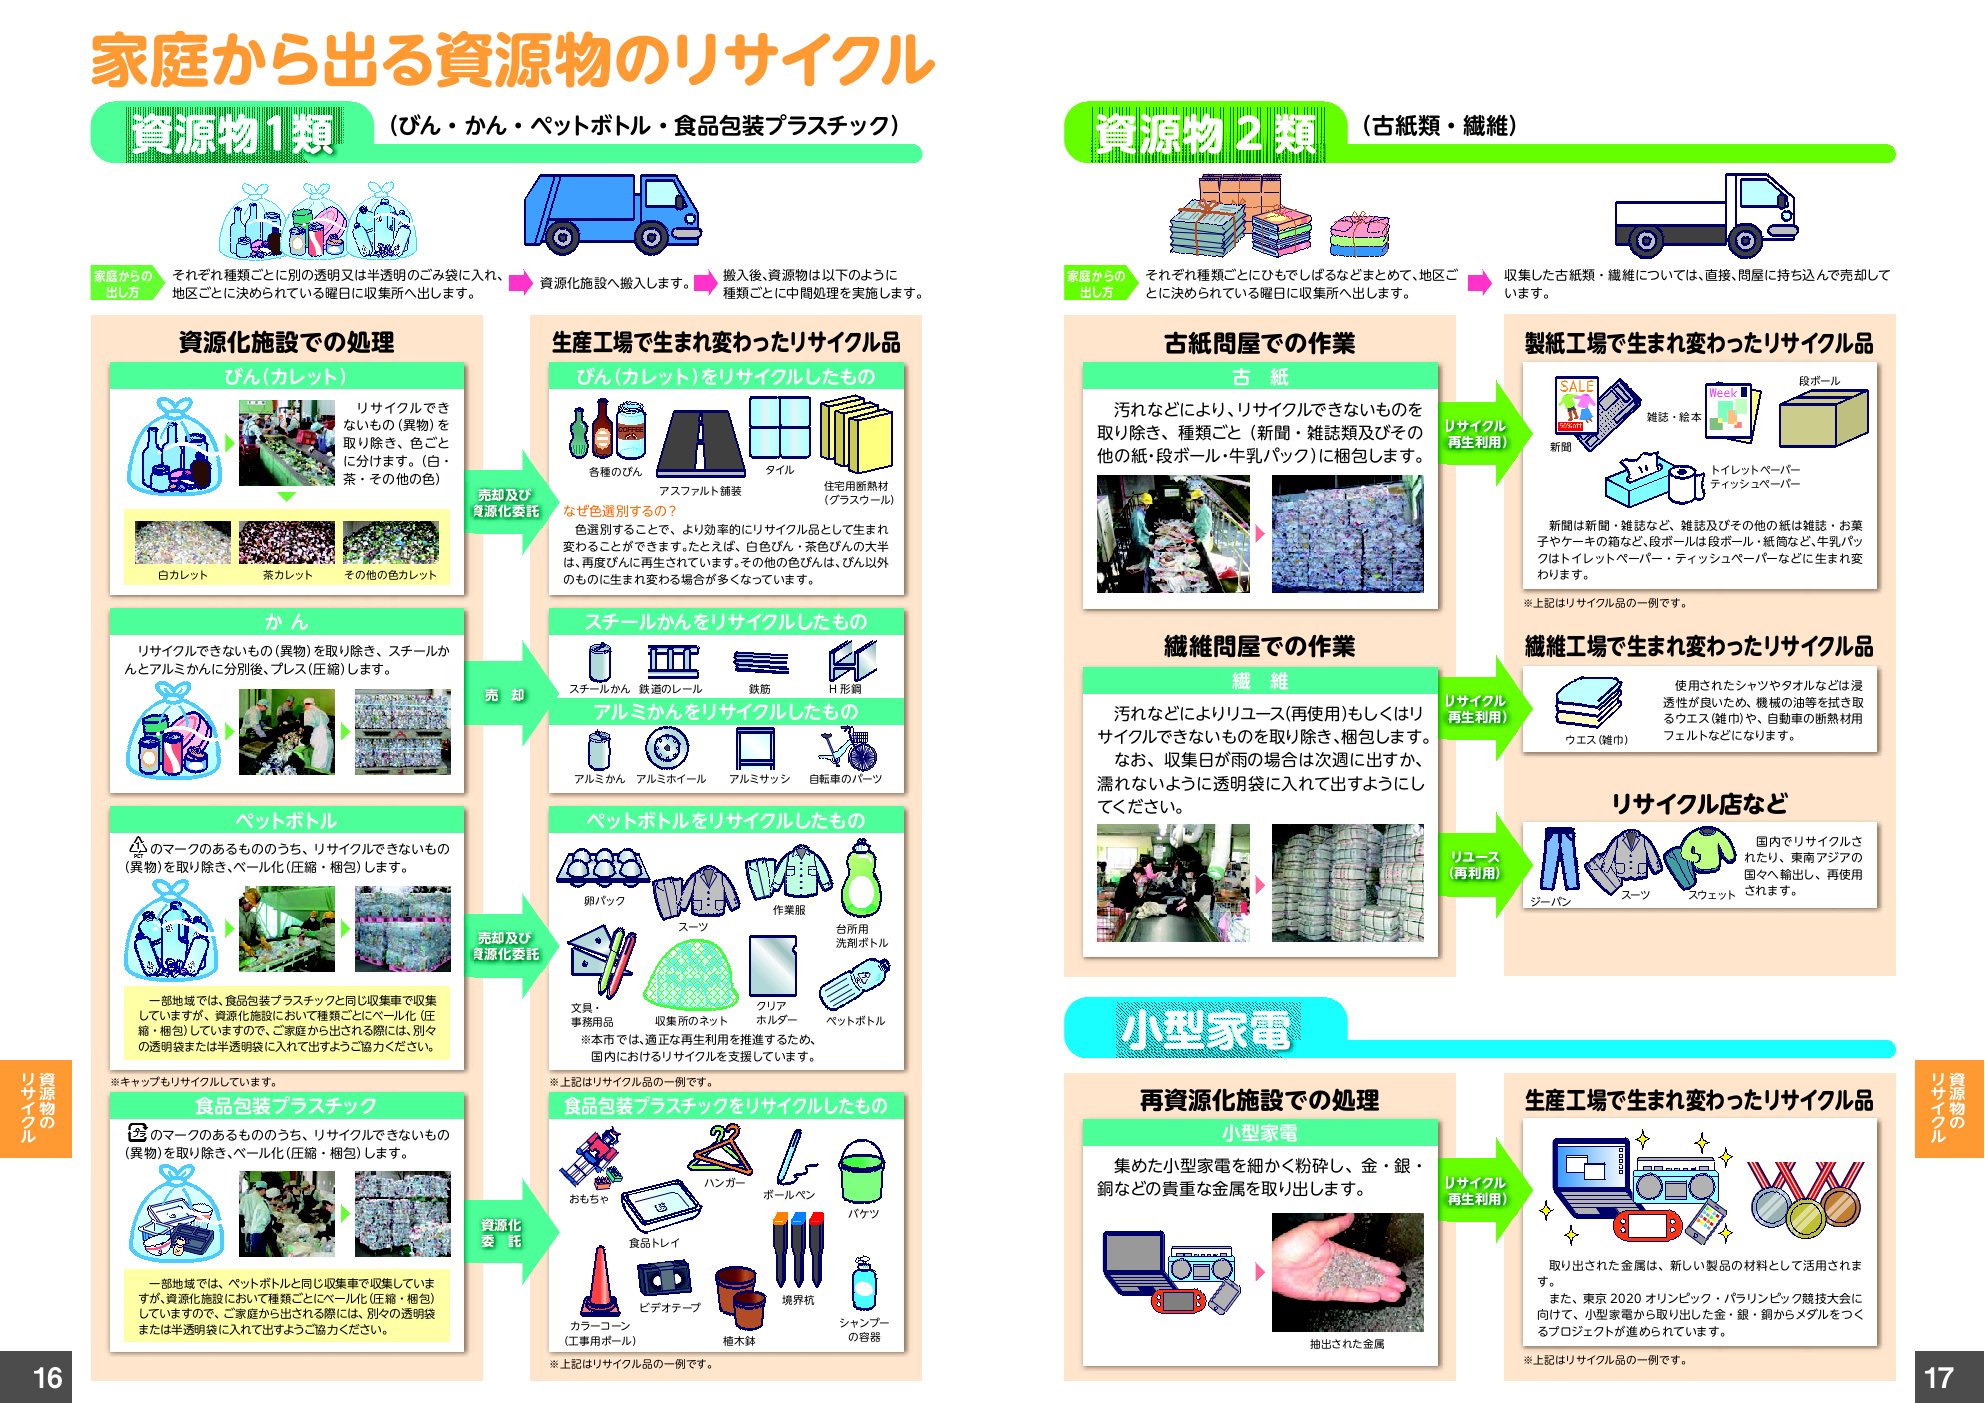 家庭から出る資源物のリサイクル
資源物1類
（びん・かん・ペットボトル・食品包装プラスチック）
家庭からの
出し方
それぞれ種類ごとに別の透明又は半透明のごみ袋に入れ、
地区ごとに決められている曜日に収集所へ出します。
資源化施設へ搬入します。
搬入後、資源物は以下のように
種類ごとに中間処理を実施します。
資源化施設での処理
びん（カレット）
リサイクルでき
ないもの（異物）を
取り除き、色ごと
に分けます。（白・
茶・その他の色）
白カレット
茶カレット
その他の色カレット
売却及び
資源化委託
生産工場で生まれ変わったリサイクル品
びん（カレット）をリサイクルしたもの
COFFEE
各種のびん
アスファルト舗装
タイル
住宅用断熱材
（グラスウール）
なぜ色選別するの？
色選別することで、より効率的にリサイクル品として生まれ
変わることができます。たとえば、白色びん・茶色びんの大半
は、再度びんに再生されています。その他の色びんは、びん以外
のものに生まれ変わる場合が多くなっています。
かん
リサイクルできないもの（異物）を取り除き、スチールか
んとアルミかんに分別後、プレス（圧縮）します。
売却
スチールかんをリサイクルしたもの
スチールかん
鉄道のレール
鉄筋
H形鋼
アルミかんをリサイクルしたもの
アルミかん
アルミホイール
アルミサッシ
自転車のパーツ
ペットボトル
1
PET
のマークのあるもののうち、リサイクルできないもの
（異物）を取り除き、ベール化（圧縮・梱包）します。
一部地域では、食品包装プラスチックと同じ収集車で収集
していますが、資源化施設において種類ごとにベール化（圧
縮・梱包）していますので、ご家庭から出される際には、別々
の透明袋または半透明袋に入れて出すようご協力ください。
※キャップもリサイクルしています。
売却及び
資源化委託
ペットボトルをリサイクルしたもの
卵パック
スーツ
作業服
台所用
洗剤ボトル
文具・
事務用品
収集所のネット
クリア
ホルダー
ペットボトル
※本市では、適正な再生利用を推進するため、
国内におけるリサイクルを支援しています。
※上記はリサイクル品の一例です。
食品包装プラスチック
プラ
のマークのあるもののうち、リサイクルできないもの
（異物）を取り除き、ベール化（圧縮・梱包）します。
一部地域では、ペットボトルと同じ収集車で収集していま
すが、資源化施設において種類ごとにベール化（圧縮・梱包）
していますので、ご家庭から出される際には、別々の透明袋
または半透明袋に入れて出すようご協力ください。
資源化
委託
食品包装プラスチックをリサイクルしたもの
おもちゃ
ハンガー
ボールペン
バケツ
食品トレイ
カラーコーン
（工事用ポール）
ビデオテープ
植木鉢
境界杭
シャンプー
の容器
※上記はリサイクル品の一例です。
資源物の
リサイクル
16
資源物2類
（古紙類・繊維）
家庭からの
出し方
それぞれ種類ごとにひもでしばるなどまとめて、地区ご
とに決められている曜日に収集所へ出します。
収集した古紙類・繊維については、直接、問屋に持ち込んで売却して
います。
古紙問屋での作業
古紙
汚れなどにより、リサイクルできないものを
取り除き、種類ごと（新聞・雑誌類及びその
他の紙・段ボール・牛乳パック）に梱包します。
リサイクル
再生利用）
製紙工場で生まれ変わったリサイクル品
SALE
50%off
新聞
雑誌・絵本
Week
段ボール
トイレットペーパー
ティッシュペーパー
新聞は新聞・雑誌など、雑誌及びその他の紙は雑誌・お菓
子やケーキの箱など、段ボールは段ボール・紙筒など、牛乳パッ
クはトイレットペーパー・ティッシュペーパーなどに生まれ変
わります。
※上記はリサイクル品の一例です。
繊維問屋での作業
繊維
汚れなどによりリユース（再使用）もしくはリ
サイクルできないものを取り除き、梱包します。
なお、収集日が雨の場合は次週に出すか、
濡れないように透明袋に入れて出すようにし
てください。
リサイクル
再生利用）
繊維工場で生まれ変わったリサイクル品
ウエス（雑巾）
使用されたシャツやタオルなどは浸
透性が良いため、機械の油等を拭き取
るウエス（雑巾）や、自動車の断熱材用
フェルトなどになります。
リユース
（再利用）
リサイクル店など
ジーパン
スーツ
スウェット
国内でリサイクルさ
れたり、東南アジアの
国々へ輸出し、再使用
されます。
小型家電
再資源化施設での処理
小型家電
集めた小型家電を細かく粉砕し、金・銀・
銅などの貴重な金属を取り出します。
抽出された金属
リサイクル
再生利用）
生産工場で生まれ変わったリサイクル品
取り出された金属は、新しい製品の材料として活用されま
す。
また、東京2020オリンピック・パラリンピック競技大会に
向けて、小型家電から取り出した金・銀・銅からメダルをつく
るプロジェクトが進められています。
※上記はリサイクル品の一例です。
資源物の
リサイクル
17